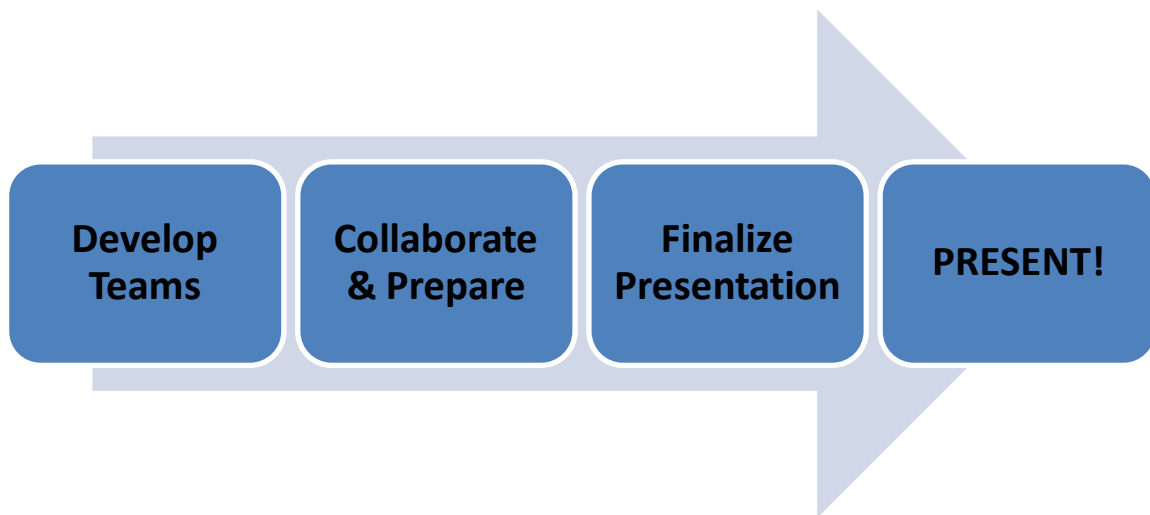 Develop
Teams
Collaborate
& Prepare
Finalize
Presentation
PRESENT!